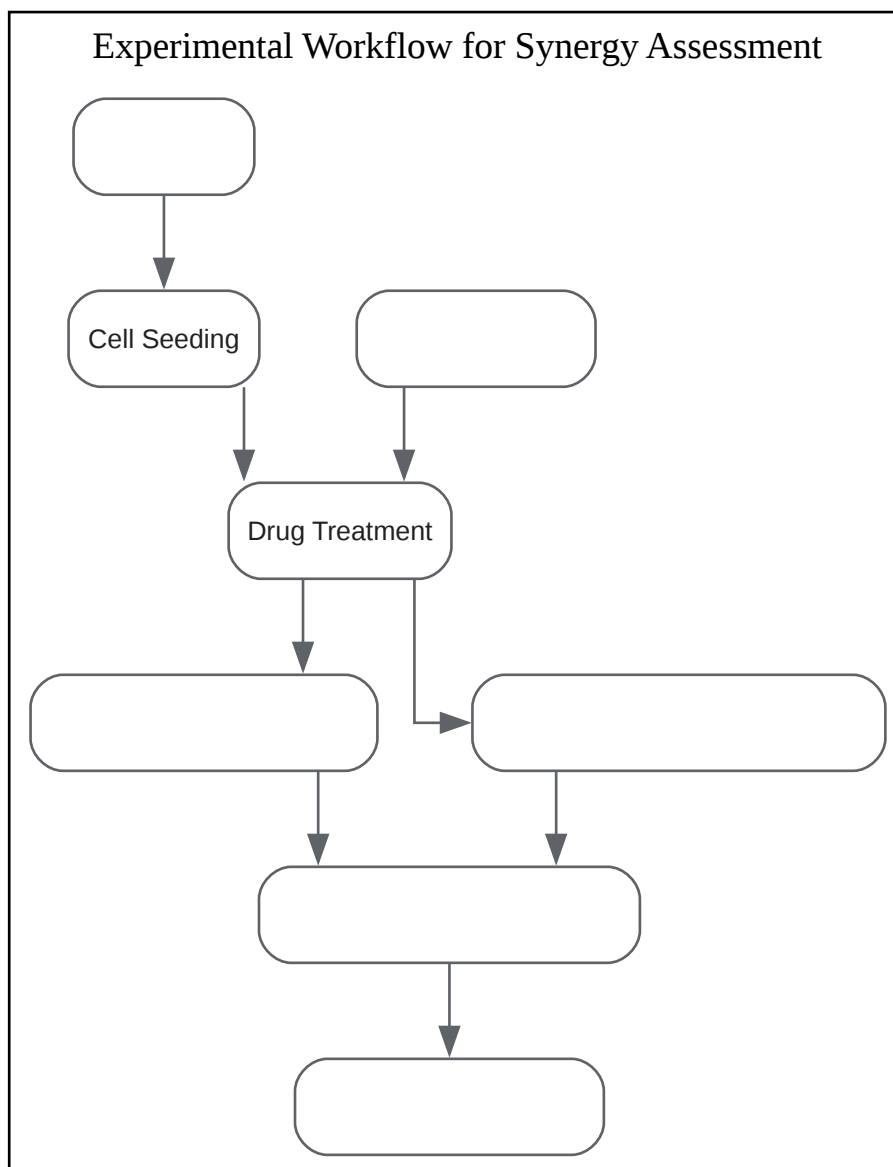 Experimental Workflow for Synergy Assessment
Cell Seeding
Drug Treatment